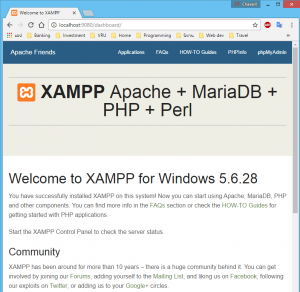 Welcome to XAMPP
localhost:9080/dashboard/
Apps
usvl
Bus
Travel
SRU
Home
Programming
Svrnu
Web dev
Travel
Apache Friends
Applications
FAQs
HOW-TO Guides
PHPInfo
phpMyAdmin
XAMPP Apache + MariaDB +
PHP + Perl
Welcome to XAMPP for Windows 5.6.28
You have successfully installed XAMPP on this system! Now you can start using Apache, MariaDB, PHP
and other components. You can find more info in the FAQs section or check the HOW-TO Guides for
getting started with PHP applications.
Start the XAMPP Control Panel to check the server status.
Community
XAMPP has been around for more than 10 years – there is a huge community behind it. You can get
involved by joining our Forums, adding yourself to the Mailing List, and liking us on Facebook, following
our exploits on Twitter, or adding us to your Google+ circles.